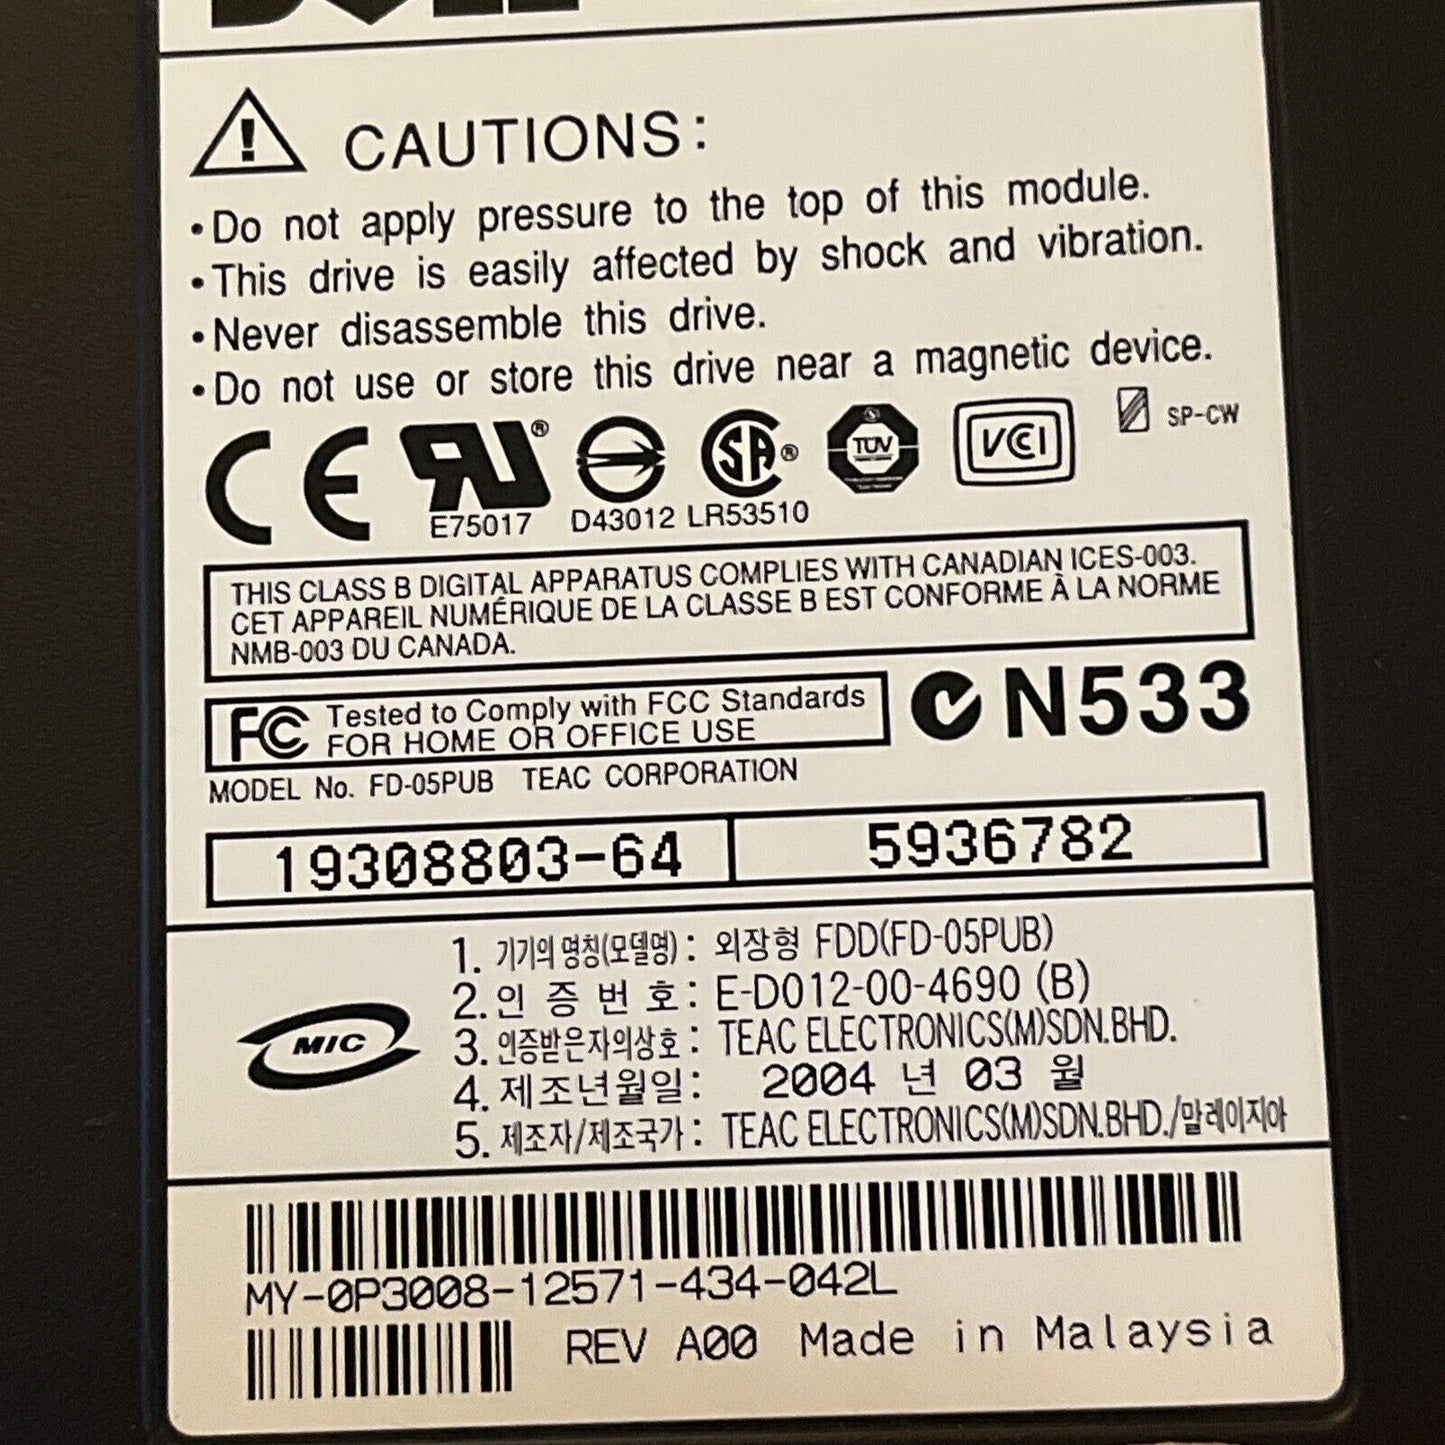 DELL
CAUTIONS:
•Do not apply pressure to the top of this module.
•This drive is easily affected by shock and vibration.
•Never disassemble this drive.
•Do not use or store this drive near a magnetic device.
CE RU® SA® TÜV VCCI SP-CW
E75017 D43012 LR53510
THIS CLASS B DIGITAL APPARATUS COMPLIES WITH CANADIAN ICES-003.
CET APPAREIL NUMÉRIQUE DE LA CLASSE B EST CONFORME À LA NORME
NMB-003 DU CANADA.
FC Tested to Comply with FCC Standards
FOR HOME OR OFFICE USE
N533
MODEL No. FD-05PUB TEAC CORPORATION
19308803-64 5936782
1. 기기의 명칭(모델명) : 외장형 FDD(FD-05PUB)
2. 인 증 번 호 : E-D012-00-4690 (B)
MIC
3. 인증받은자의상호 : TEAC ELECTRONICS(M)SDN.BHD.
4. 제조년월일 : 2004 년 03 월
5. 제조자/제조국가 : TEAC ELECTRONICS(M)SDN.BHD./말레이지아
MY-0P3008-12571-434-042L
REV A00 Made in Malaysia